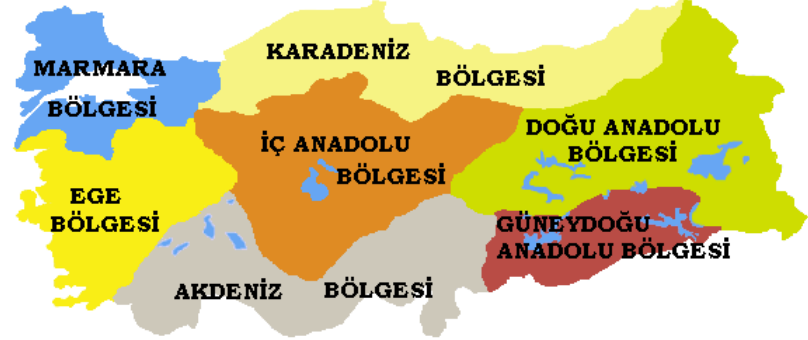 MARMARA
BÖLGESİ
KARADENİZ
BÖLGESİ
İÇ ANADOLU
BÖLGESİ
DOĞU ANADOLU
BÖLGESİ
EGE
BÖLGESİ
GÜNEYDOĞU
ANADOLU BÖLGESİ
AKDENİZ BÖLGESİ